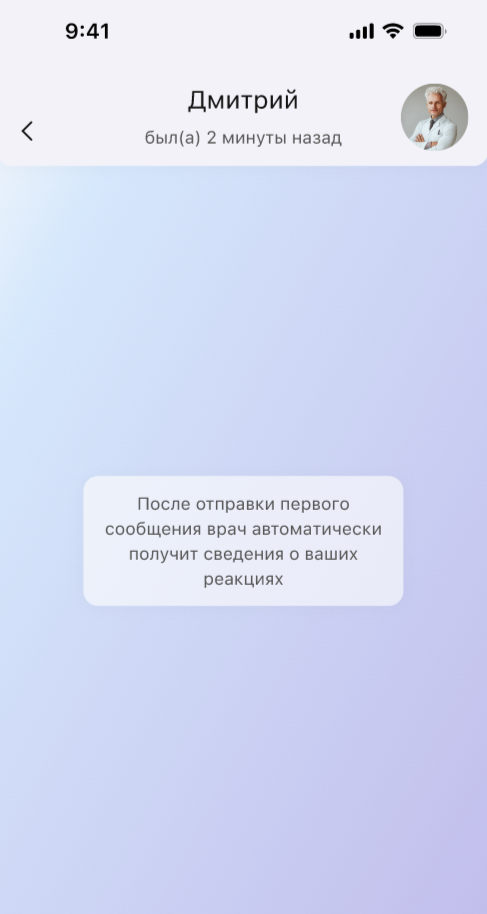 9:41
Дмитрий
был(а) 2 минуты назад
После отправки первого
сообщения врач автоматически
получит сведения о ваших
реакциях